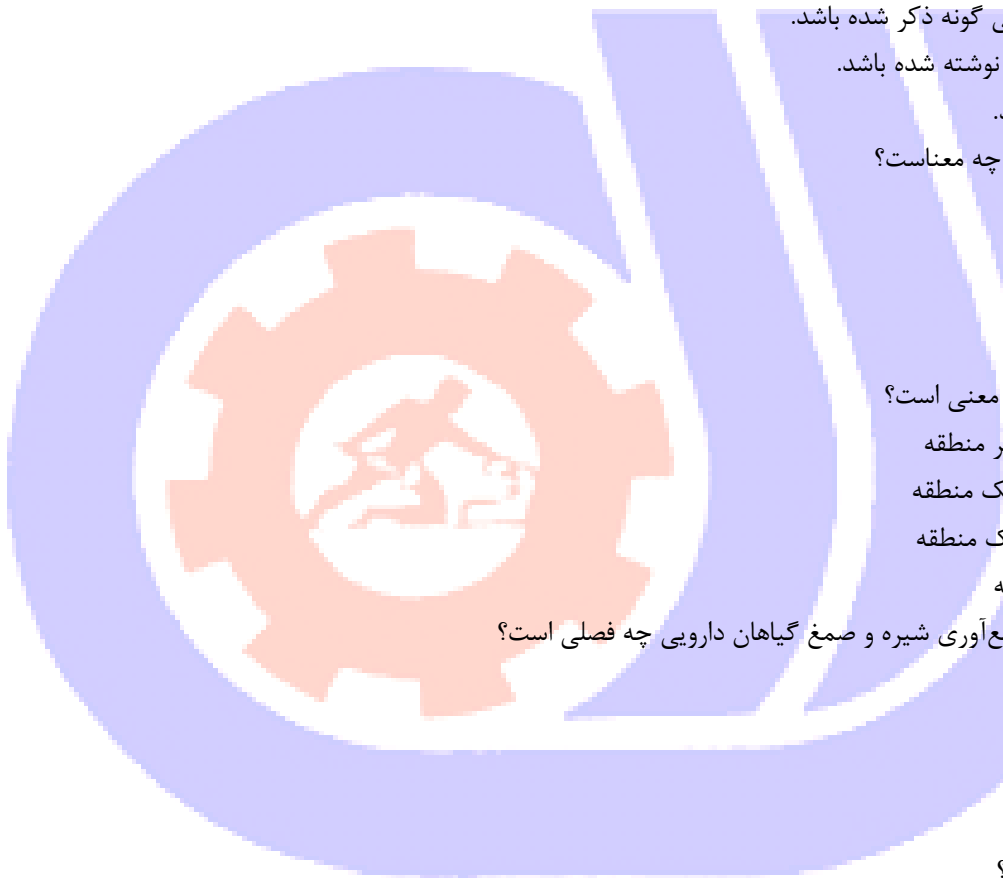 گونه ذکر شده باشد.
نوشته شده باشد.
چه معناست؟
معنی است؟
منطقه
منطقه
منطقه
شیره و صمغ گیاهان دارویی چه فصلی است؟
؟